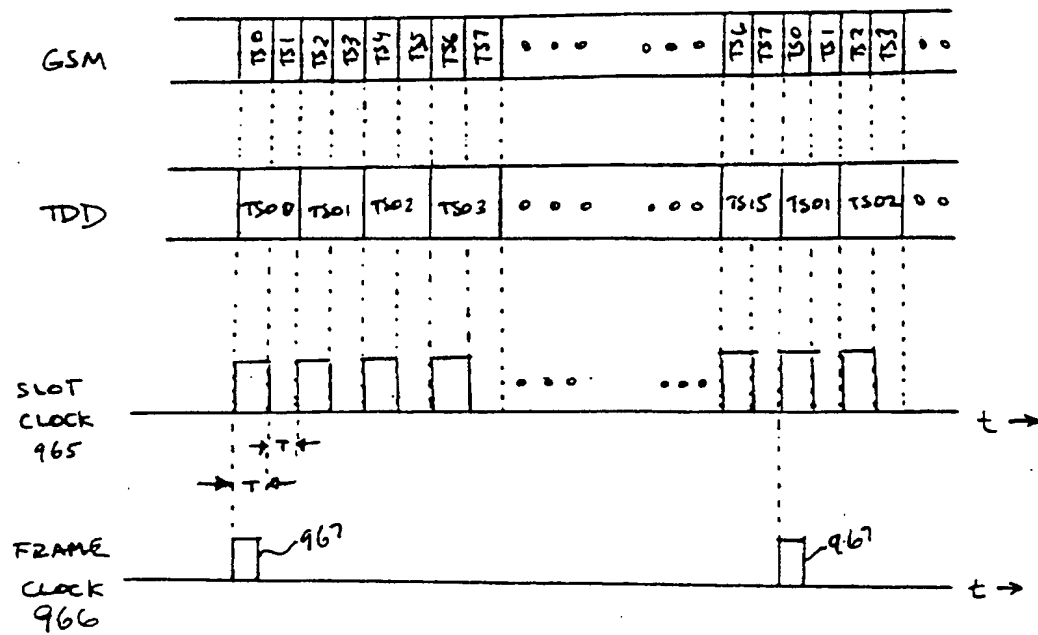 GSM TS0 TS1 TS2 TS3 TS4 TS5 TS6 TS7 TS6 TS7 TS0 TS1 TS2 TS3
TDD TS00 TS01 TS02 TS03 TS15 TS01 TS02
SLOT
CLOCK
965
t
T
T
FRAME
CLOCK
966
967
967
t